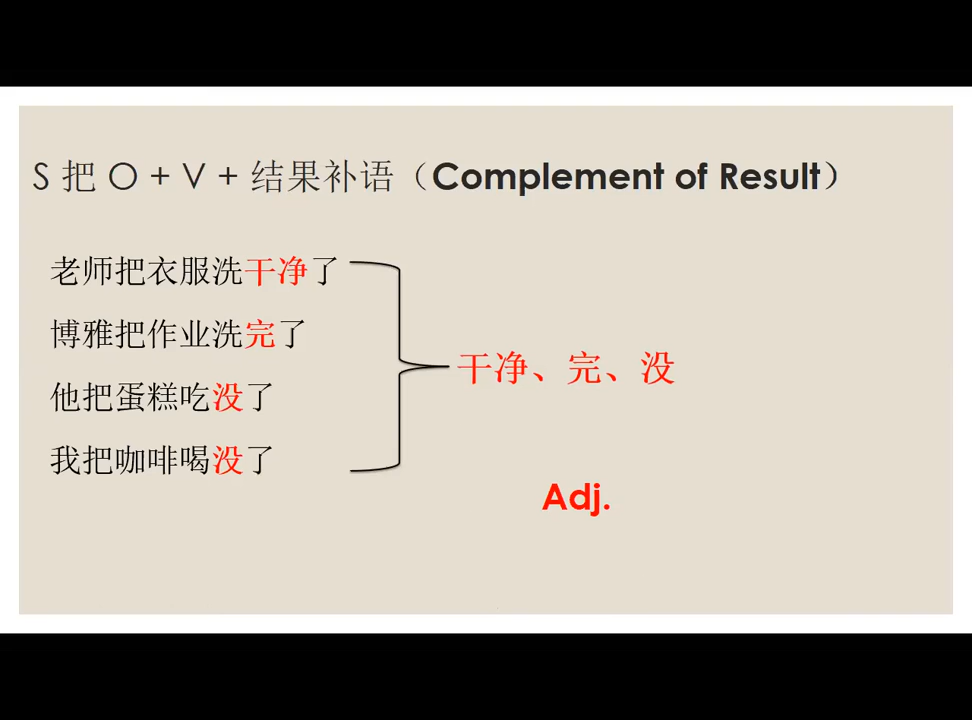 S 把 O + V + 结果补语（Complement of Result）
老师把衣服洗干净了
博雅把作业洗完了
他把蛋糕吃没了
我把咖啡喝没了
干净、完、没
Adj.